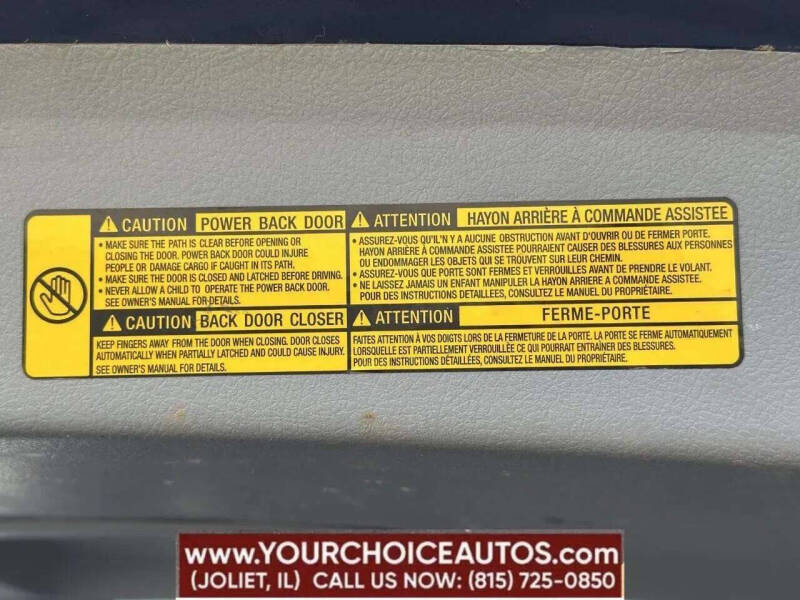 CAUTION POWER BACK DOOR
• MAKE SURE THE PATH IS CLEAR BEFORE OPENING OR
CLOSING THE DOOR. POWER BACK DOOR COULD INJURE
PEOPLE OR DAMAGE CARGO IF CAUGHT IN ITS PATH.
• MAKE SURE THE DOOR IS CLOSED AND LATCHED BEFORE DRIVING.
• NEVER ALLOW A CHILD TO OPERATE THE POWER BACK DOOR.
SEE OWNER'S MANUAL FOR DETAILS.
CAUTION BACK DOOR CLOSER
KEEP FINGERS AWAY FROM THE DOOR WHEN CLOSING. DOOR CLOSES
AUTOMATICALLY WHEN PARTIALLY LATCHED AND COULD CAUSE INJURY.
SEE OWNER'S MANUAL FOR DETAILS.
ATTENTION HAYON ARRIÈRE À COMMANDE ASSISTEE
• ASSUREZ-VOUS QU'IL N'Y A AUCUNE OBSTRUCTION AVANT D'OUVRIR OU DE FERMER PORTE.
HAYON ARRIÈRE À COMMANDE ASSISTEE POURRAIENT CAUSER DES BLESSURES AUX PERSONNES
OU ENDOMMAGER LES OBJETS QUI SE TROUVENT SUR LEUR CHEMIN.
• ASSUREZ-VOUS QUE PORTE SONT FERMES ET VERROUILLES AVANT DE PRENDRE LE VOLANT.
• NE LAISSEZ JAMAIS UN ENFANT MANIPULER LA HAYON ARRIERE A COMMANDE ASSISTEE.
POUR DES INSTRUCTIONS DETAILLEES, CONSULTEZ LE MANUEL DU PROPRIÉTAIRE.
ATTENTION FERME-PORTE
FAITES ATTENTION À VOS DOIGTS LORS DE LA FERMETURE DE LA PORTE. LA PORTE SE FERME AUTOMATIQUEMENT
LORSQUELLE EST PARTIELLEMENT VERROUILLÉE CE QUI POURRAIT ENTRAÎNER DES BLESSURES.
POUR DES INSTRUCTIONS DÉTAILLÉES, CONSULTEZ LE MANUEL DU PROPRIÉTAIRE.
www.YOURCHOICEAUTOS.com
(JOLIET, IL) CALL US NOW: (815) 725-0850